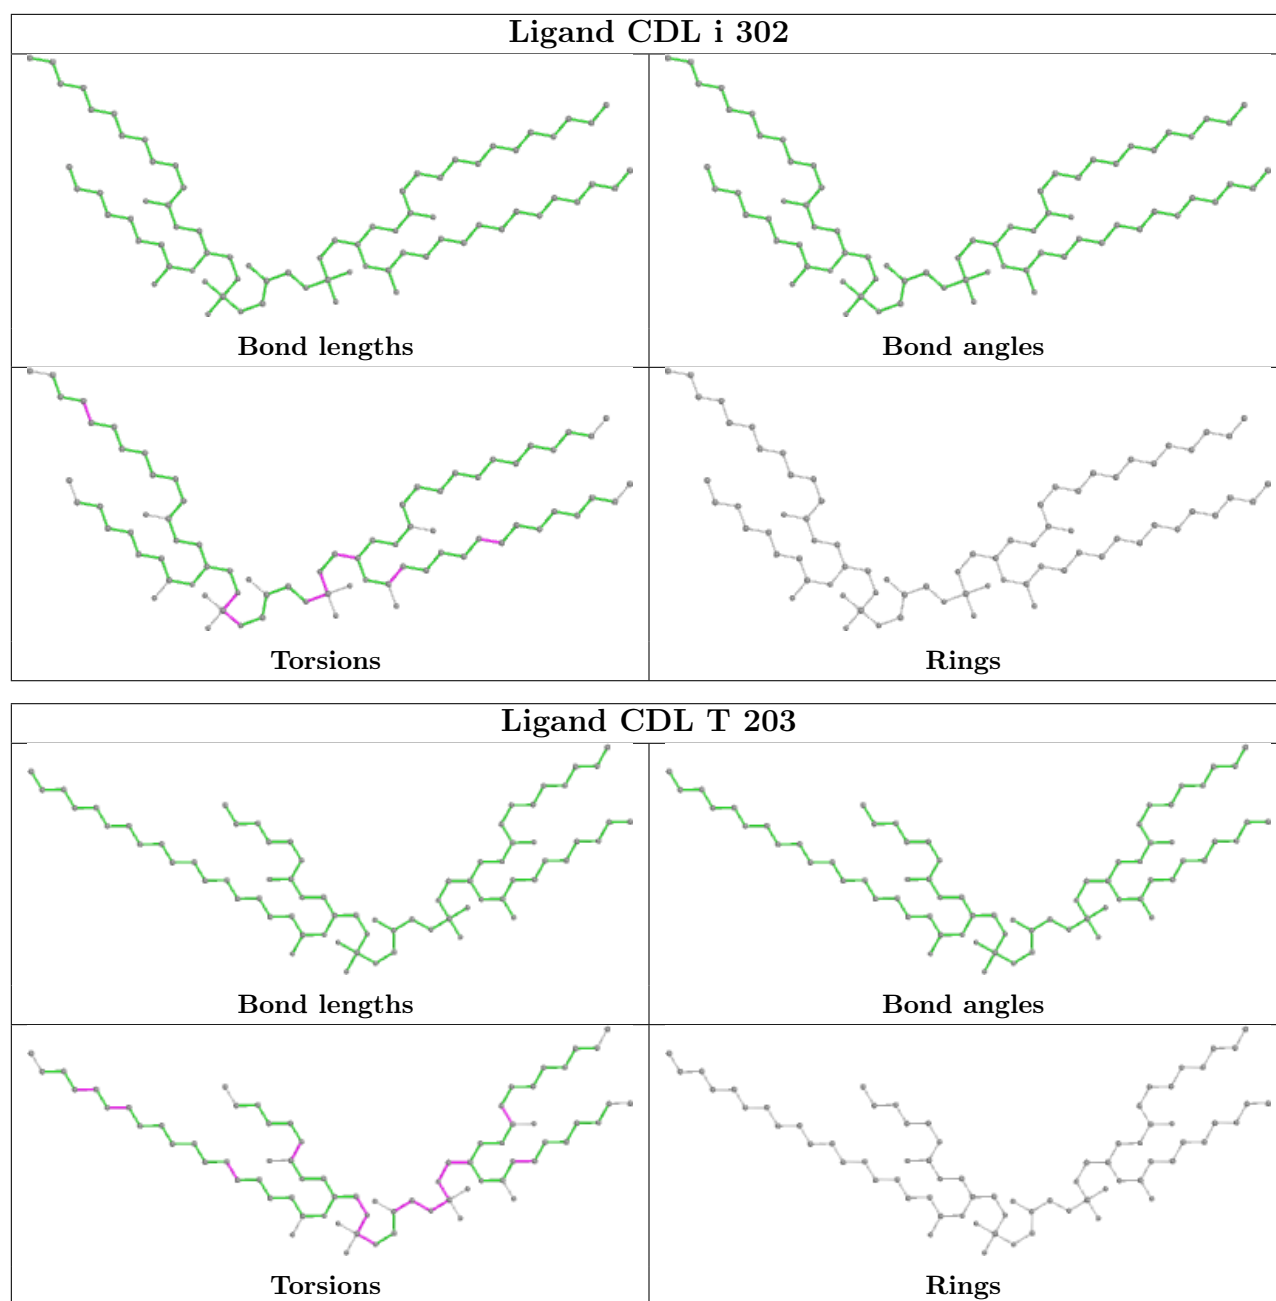 Ligand CDL i 302
Bond lengths
Bond angles
Torsions
Rings
Ligand CDL T 203
Bond lengths
Bond angles
Torsions
Rings